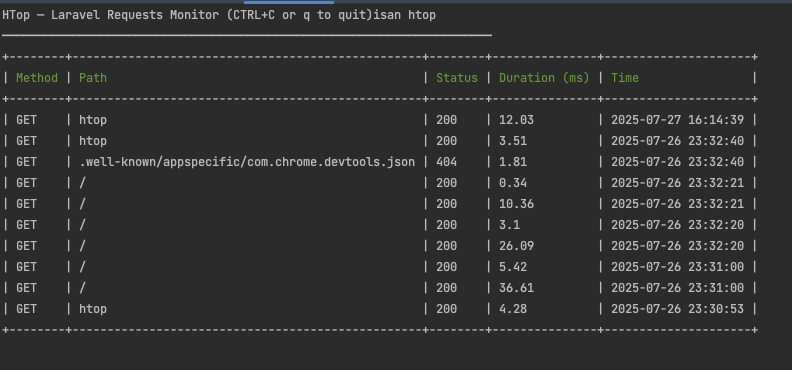 HTop — Laravel Requests Monitor (CTRL+C or q to quit)isan htop
| Method | Path | Status | Duration (ms) | Time |
| GET | htop | 200 | 12.03 | 2025-07-27 16:14:39 |
| GET | htop | 200 | 3.51 | 2025-07-26 23:32:40 |
| GET | .well-known/appspecific/com.chrome.devtools.json | 404 | 1.81 | 2025-07-26 23:32:40 |
| GET | / | 200 | 0.34 | 2025-07-26 23:32:21 |
| GET | / | 200 | 10.36 | 2025-07-26 23:32:21 |
| GET | / | 200 | 3.1 | 2025-07-26 23:32:20 |
| GET | / | 200 | 26.09 | 2025-07-26 23:32:20 |
| GET | / | 200 | 5.42 | 2025-07-26 23:31:00 |
| GET | / | 200 | 36.61 | 2025-07-26 23:31:00 |
| GET | htop | 200 | 4.28 | 2025-07-26 23:30:53 |